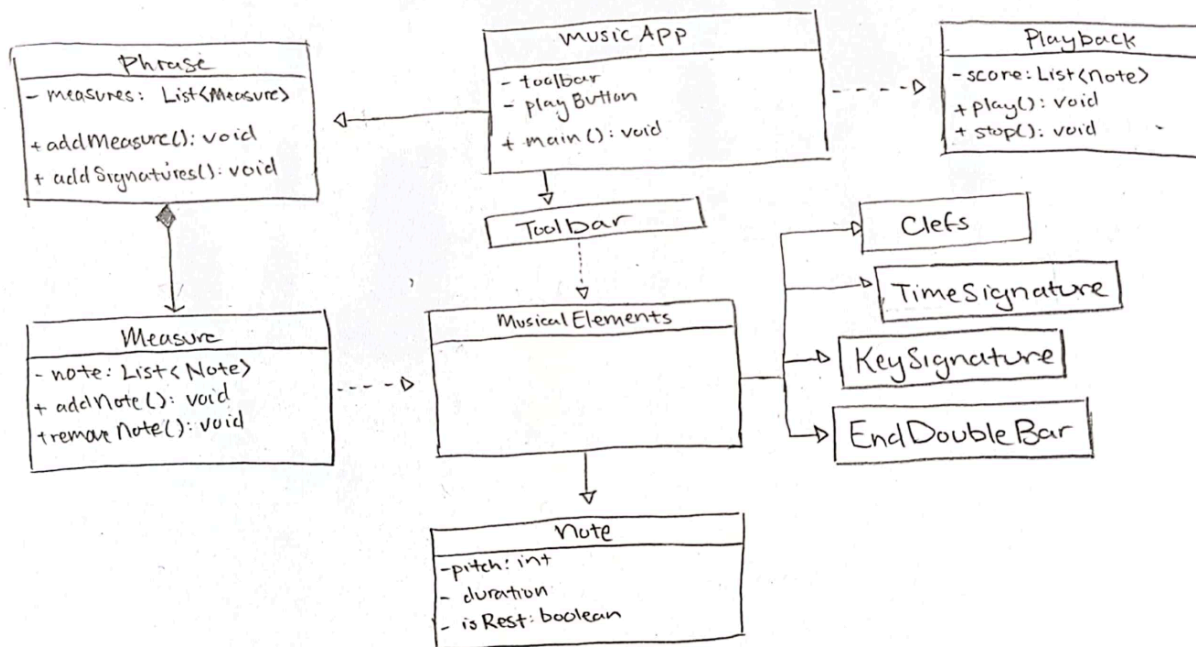 Phrase
- measures: List<Measure>
+ addMeasure(): void
+ addSignatures(): void
Music App
- toolbar
- play Button
+ main(): void
Playback
- score: List<Note>
+ play(): void
+ stop(): void
Toolbar
Clefs
TimeSignature
KeySignature
EndDoubleBar
Measure
- note: List<Note>
+ addNote(): void
+ remove Note(): void
Musical Elements
Note
- pitch: int
- duration
- isRest: boolean